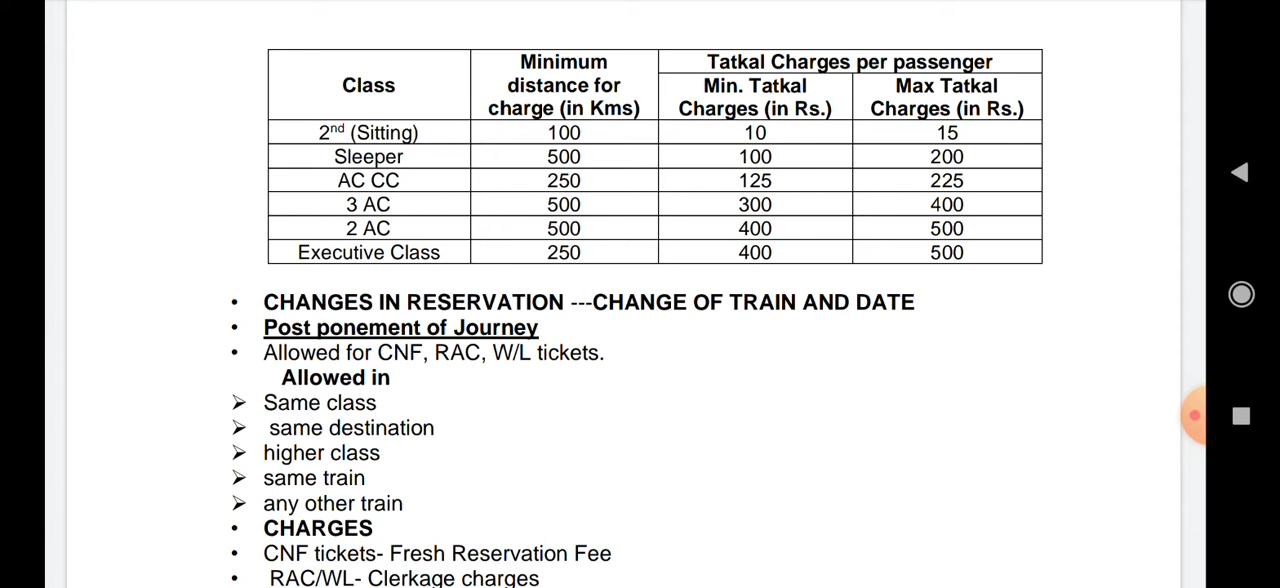 Class
Minimum
distance for
charge (in Kms)
Tatkal Charges per passenger
Min. Tatkal
Charges (in Rs.)
Max Tatkal
Charges (in Rs.)
2nd (Sitting) 100 10 15
Sleeper 500 100 200
AC CC 250 125 225
3 AC 500 300 400
2 AC 500 400 500
Executive Class 250 400 500
• CHANGES IN RESERVATION ---CHANGE OF TRAIN AND DATE
• Post ponement of Journey
• Allowed for CNF, RAC, W/L tickets.
Allowed in
➢ Same class
➢ same destination
➢ higher class
➢ same train
➢ any other train
• CHARGES
• CNF tickets- Fresh Reservation Fee
• RAC/WL- Clerkage charges